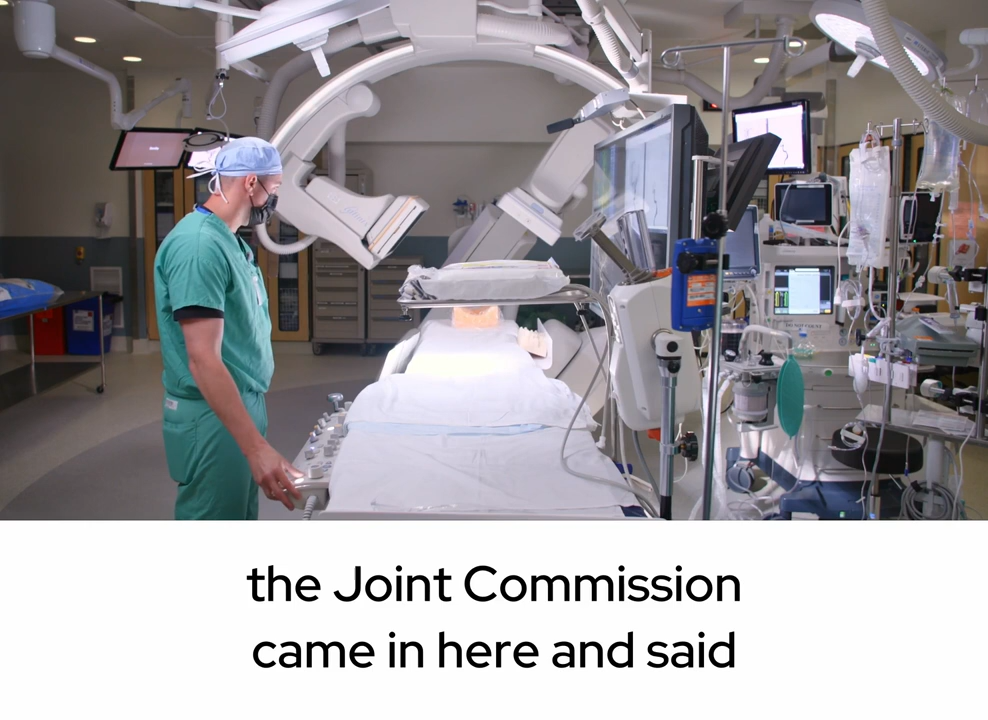 the Joint Commission
came in here and said